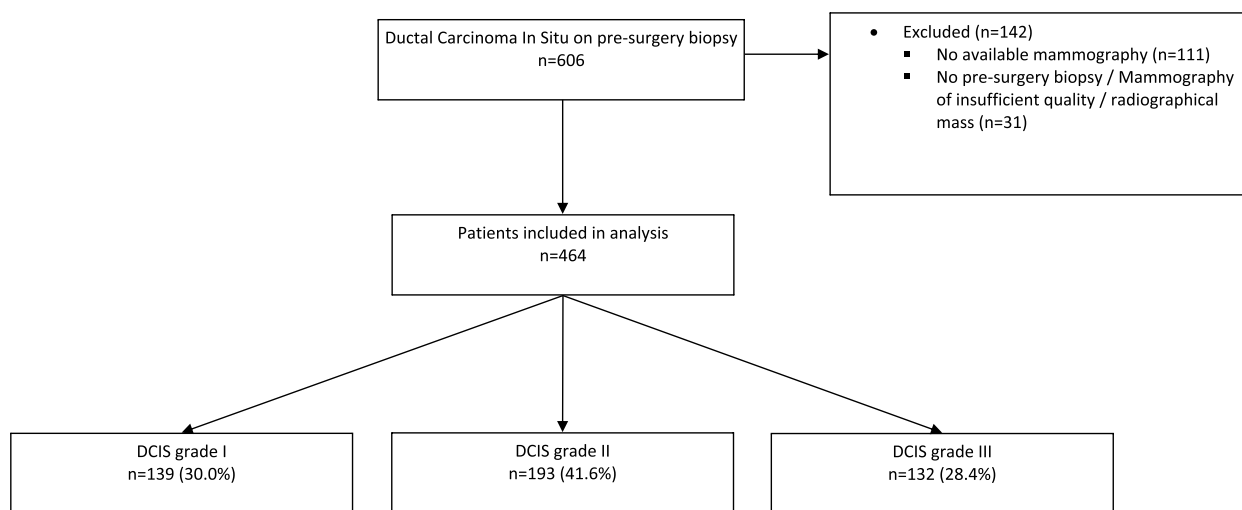 Ductal Carcinoma In Situ on pre-surgery biopsy
n=606
• Excluded (n=142)
▪ No available mammography (n=111)
▪ No pre-surgery biopsy / Mammography
of insufficient quality / radiographical
mass (n=31)
Patients included in analysis
n=464
DCIS grade I
n=139 (30.0%)
DCIS grade II
n=193 (41.6%)
DCIS grade III
n=132 (28.4%)